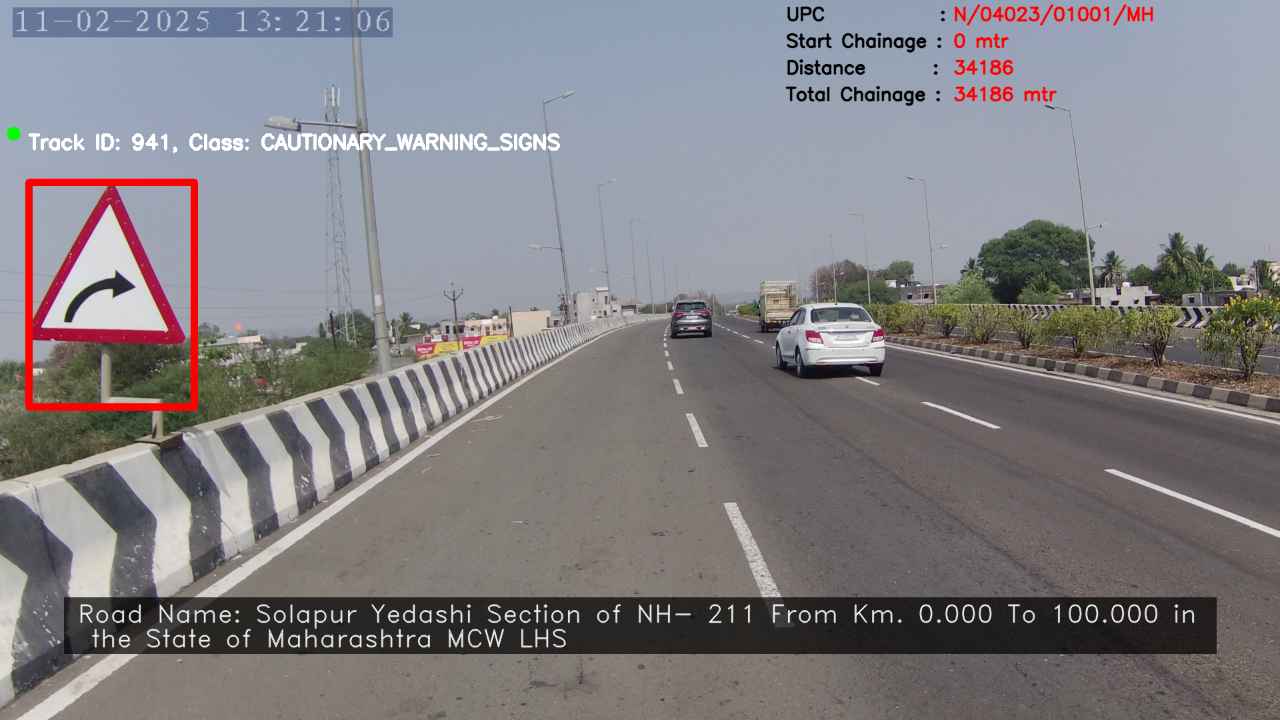 11-02-2025 13:21:06
UPC : N/04023/01001/MH
Start Chainage : 0 mtr
Distance : 34186
Total Chainage : 34186 mtr
Track ID: 941, Class: CAUTIONARY_WARNING_SIGNS
Road Name: Solapur Yedashi Section of NH- 211 From Km. 0.000 To 100.000 in
the State of Maharashtra MCW LHS